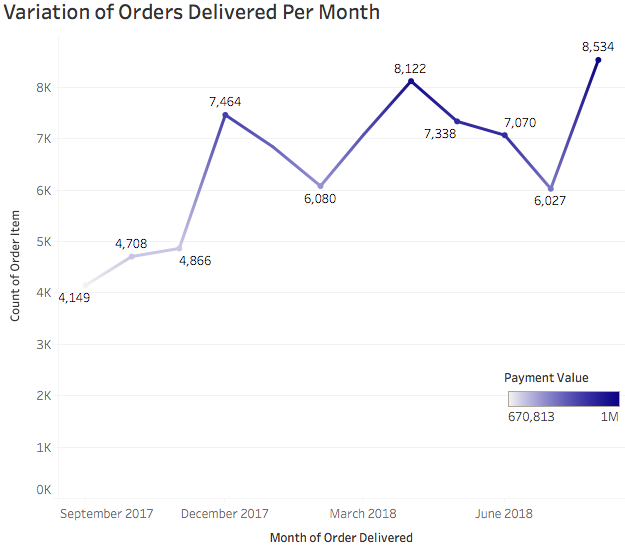 Variation of Orders Delivered Per Month
8,534
8,122
8K
7,464
7,338
7,070
7K
6K
6,080
6,027
5K
4,708
4,866
4K
4,149
Count of Order Item
3K
2K
1K
0K
Payment Value
670,813 1M
September 2017 December 2017 March 2018 June 2018
Month of Order Delivered